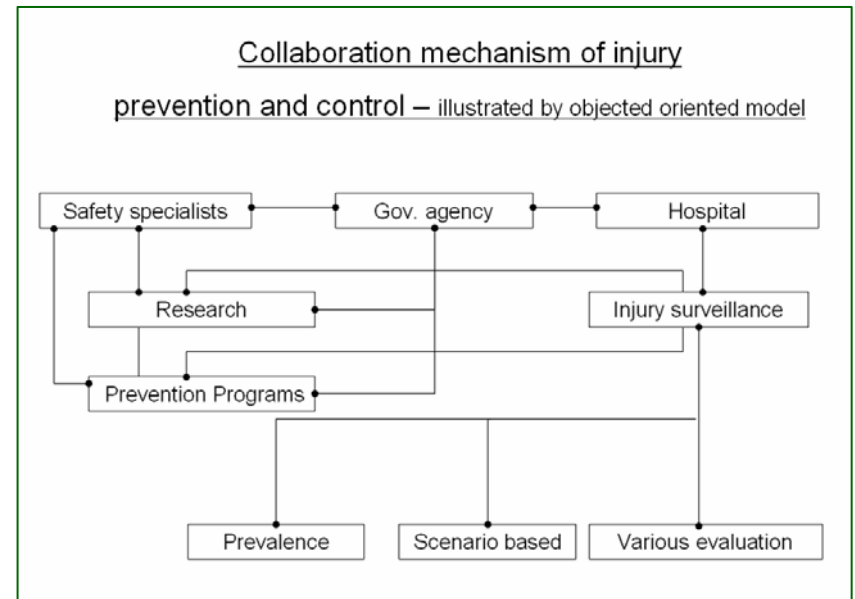 Collaboration mechanism of injury
prevention and control – illustrated by objected oriented model
Safety specialists
Gov. agency
Hospital
Research
Injury surveillance
Prevention Programs
Prevalence
Scenario based
Various evaluation